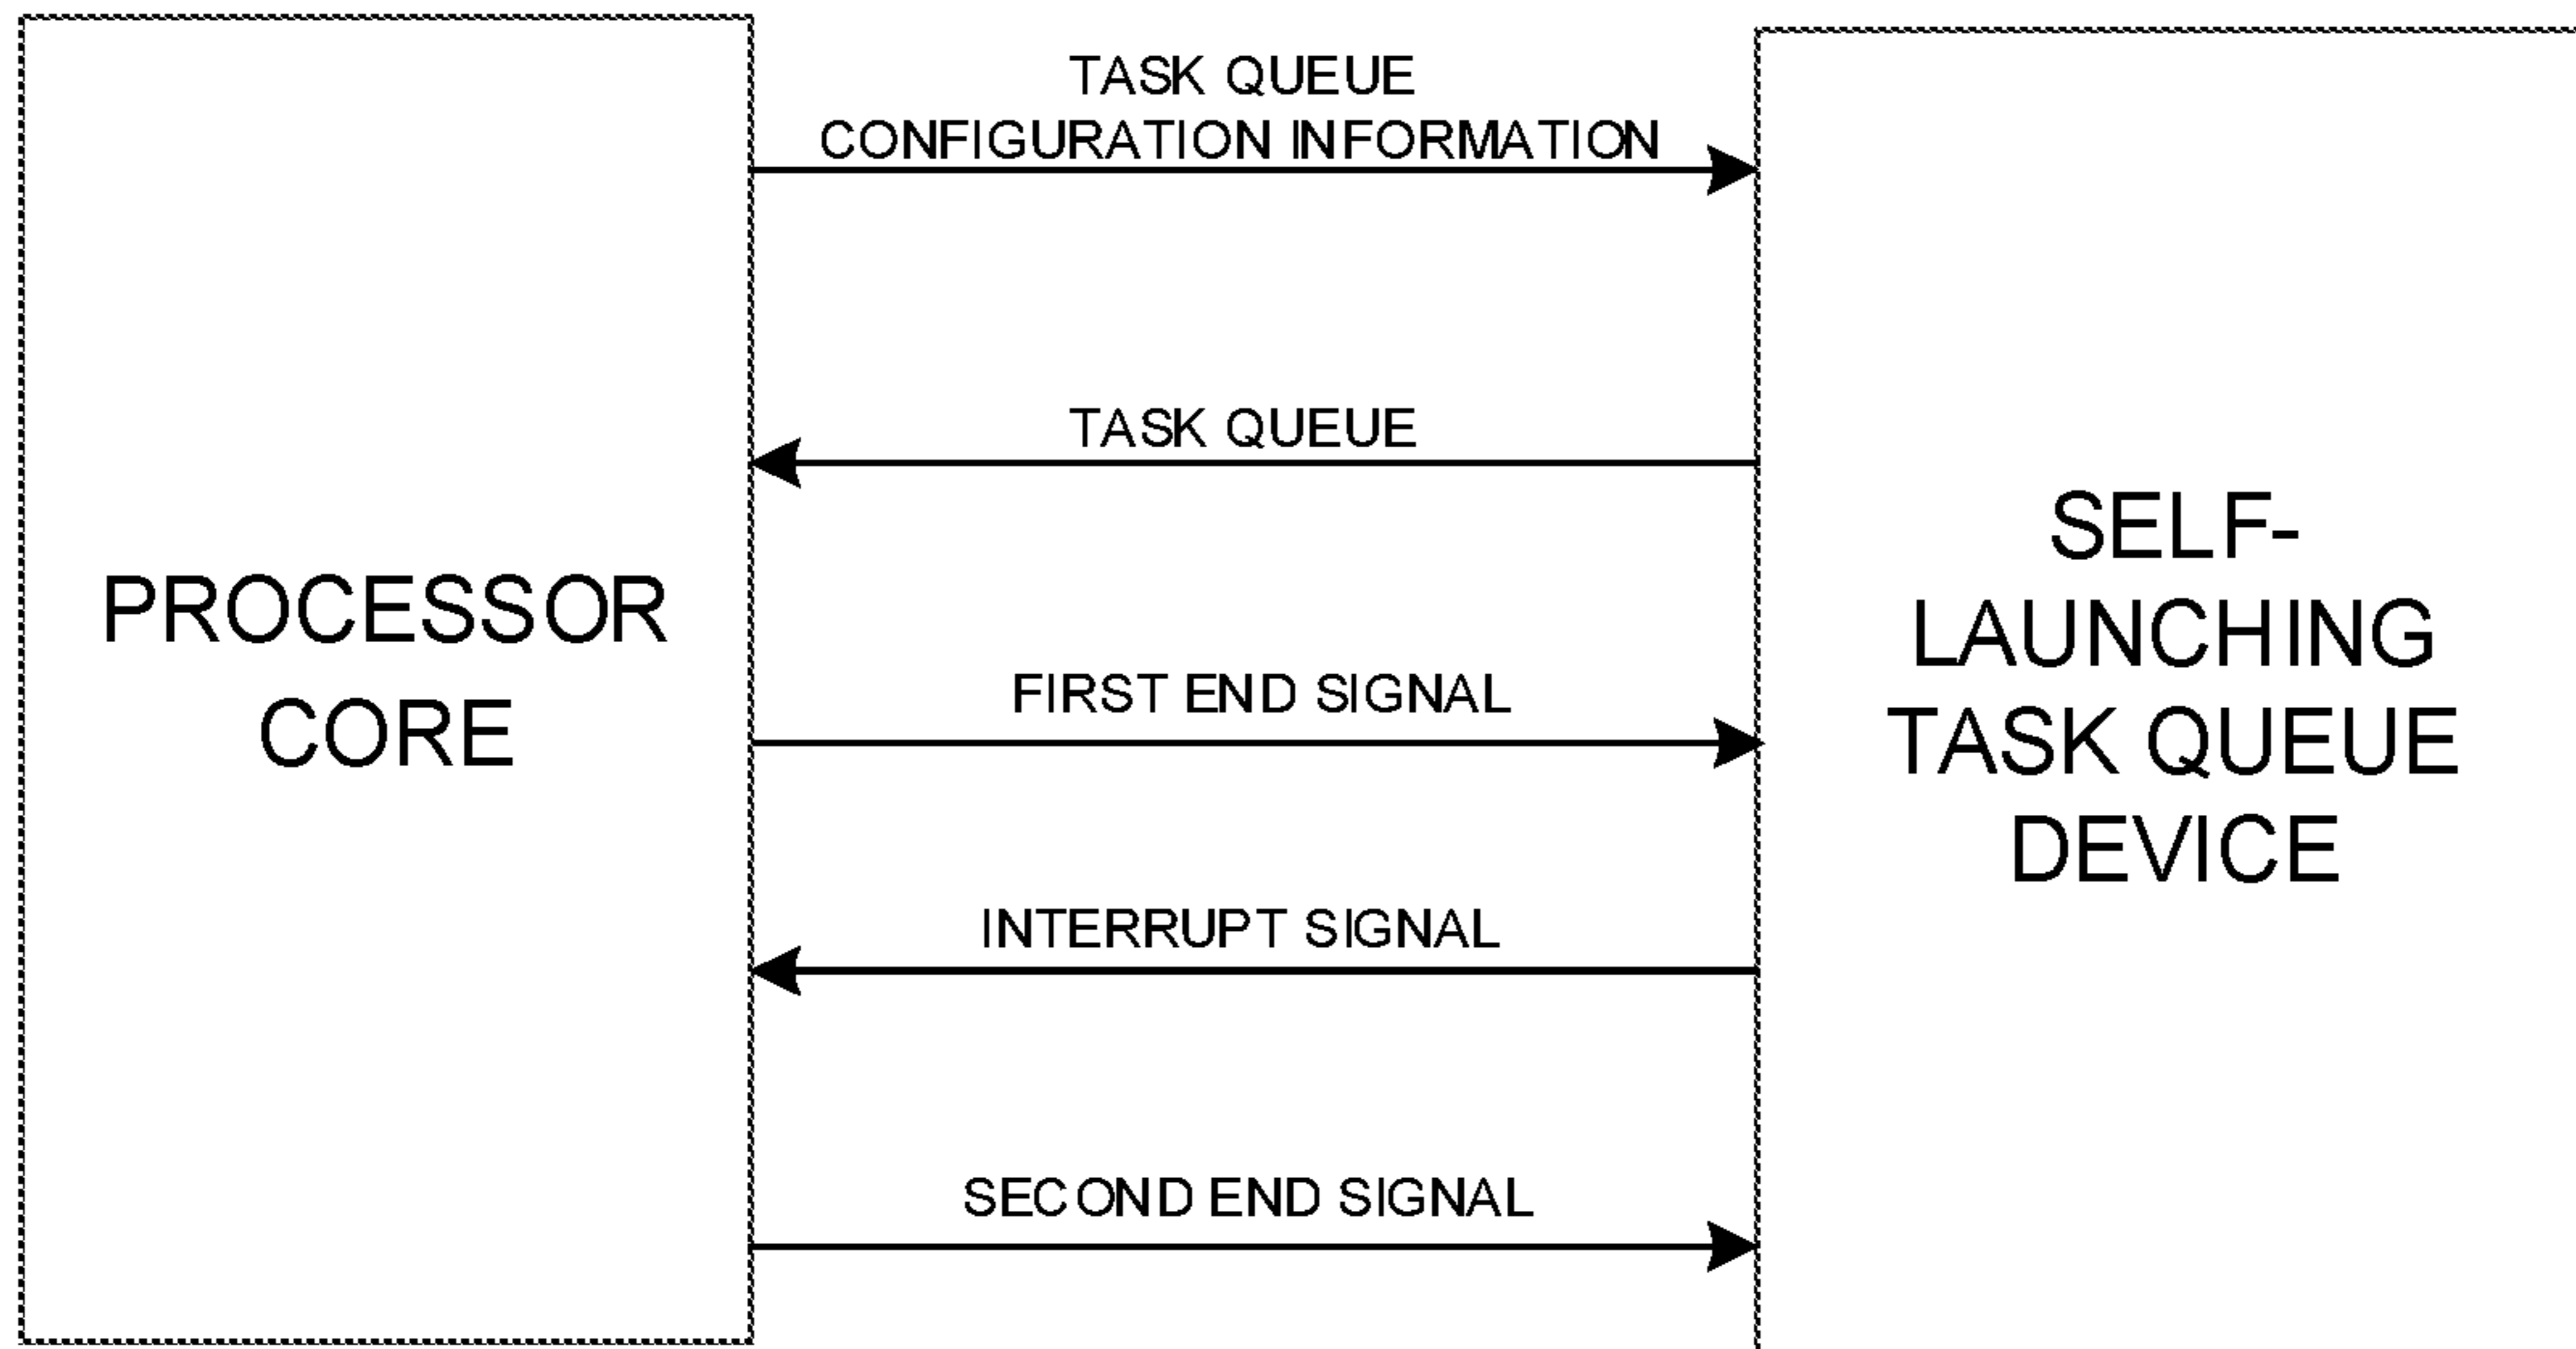 TASK QUEUE
CONFIGURATION INFORMATION
TASK QUEUE
FIRST END SIGNAL
INTERRUPT SIGNAL
SECOND END SIGNAL
PROCESSOR
CORE
SELF-
LAUNCHING
TASK QUEUE
DEVICE